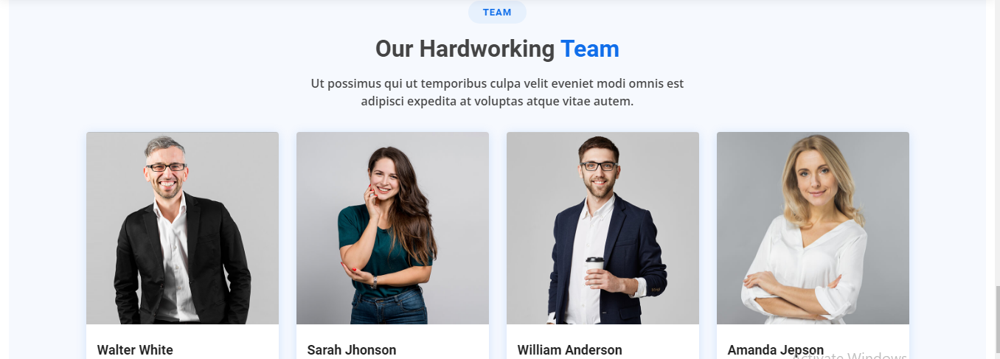 TEAM
Our Hardworking Team
Ut possimus qui ut temporibus culpa velit eveniet modi omnis est
adipisci expedita at voluptas atque vitae autem.
Walter White
Sarah Jhonson
William Anderson
Amanda Jepson
Activate Windows